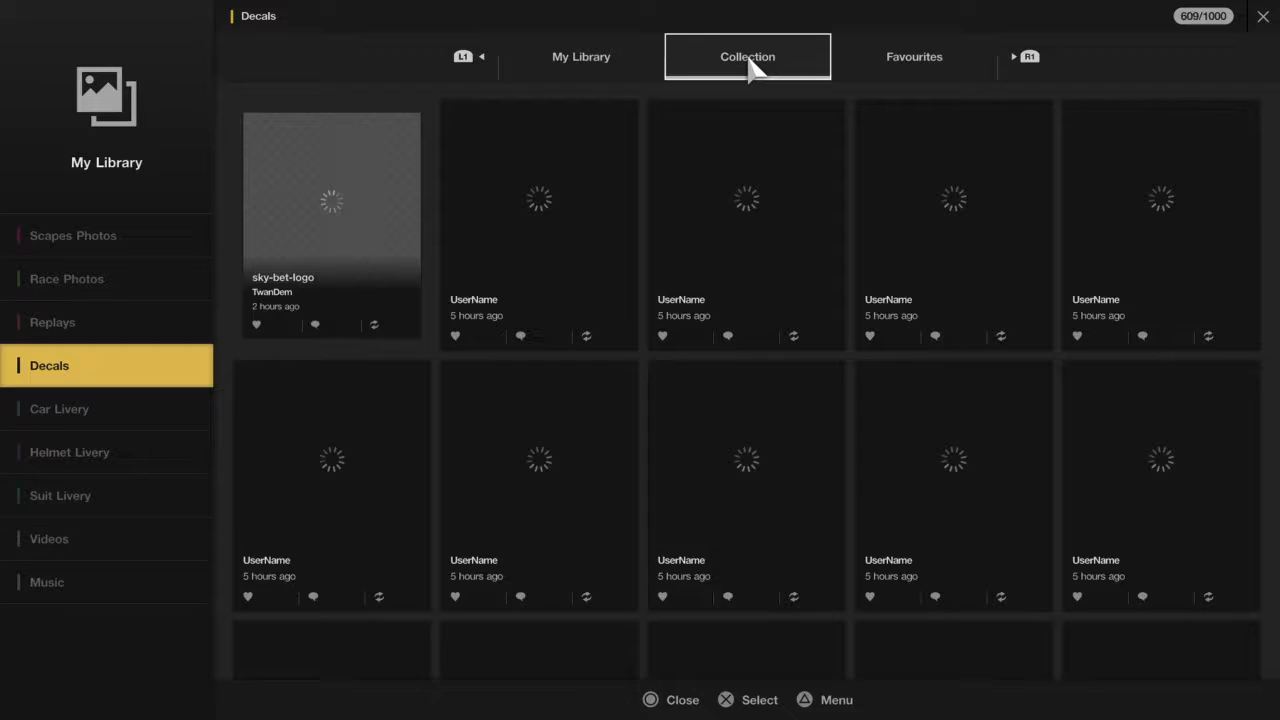 Decals
609/1000
L1
My Library
Collection
Favourites
R1
My Library
Scapes Photos
Race Photos
Replays
Decals
Car Livery
Helmet Livery
Suit Livery
Videos
Music
sky-bet-logo
TwanDem
2 hours ago
UserName
5 hours ago
UserName
5 hours ago
UserName
5 hours ago
UserName
5 hours ago
UserName
5 hours ago
UserName
5 hours ago
UserName
5 hours ago
UserName
5 hours ago
UserName
5 hours ago
Close
Select
Menu